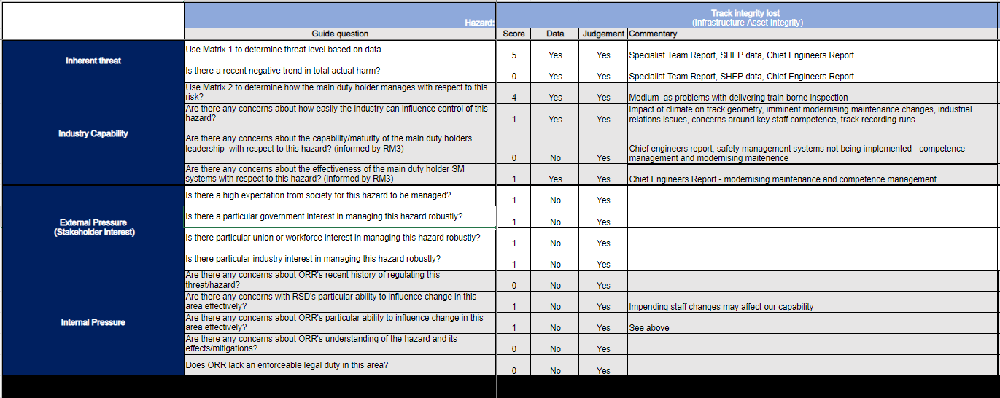 Hazard:
Track integrity lost
(Infrastructure Asset Integrity)
Guide question Score Data Judgement Commentary
Inherent threat
Use Matrix 1 to determine threat level based on data.
5 Yes Yes Specialist Team Report, SHEP data, Chief Engineers Report
Is there a recent negative trend in total actual harm?
0 Yes Yes Specialist Team Report, SHEP data, Chief Engineers Report
Industry Capability
Use Matrix 2 to determine how the main duty holder manages with respect to this
risk?
4 Yes Yes Medium as problems with delivering train borne inspection
Are there any concerns about how easily the industry can influence control of this
hazard?
1 Yes Yes
Impact of climate on track geometry, imminent modernising maintenance changes, industrial
relations issues, concerns around key staff competence, track recording runs
Are there any concerns about the capability/maturity of the main duty holders
leadership with respect to this hazard? (informed by RM3)
0 No Yes
Chief engineers report, safety management systems not being implemented - competence
management and modernising maitenence
Are there any concerns about the effectiveness of the main duty holder SM
systems with respect to this hazard? (informed by RM3)
1 Yes Yes Chief Engineers Report - modernising maintenance and competence management
External Pressure
(Stakeholder interest)
Is there a high expectation from society for this hazard to be managed?
1 No Yes
Is there a particular government interest in managing this hazard robustly?
1 No Yes
Is there particular union or workforce interest in managing this hazard robustly?
1 No Yes
Is there particular industry interest in managing this hazard robustly?
1 No Yes
Internal Pressure
Are there any concerns about ORR's recent history of regulating this
threat/hazard?
0 No Yes
Are there any concerns with RSD's particular ability to influence change in this
area effectively?
1 No Yes Impending staff changes may affect our capability
Are there any concerns about ORR's particular ability to influence change in this
area effectively?
1 No Yes See above
Are there any concerns about ORR's understanding of the hazard and its
effects/mitigations?
0 No Yes
Does ORR lack an enforceable legal duty in this area?
0 No Yes